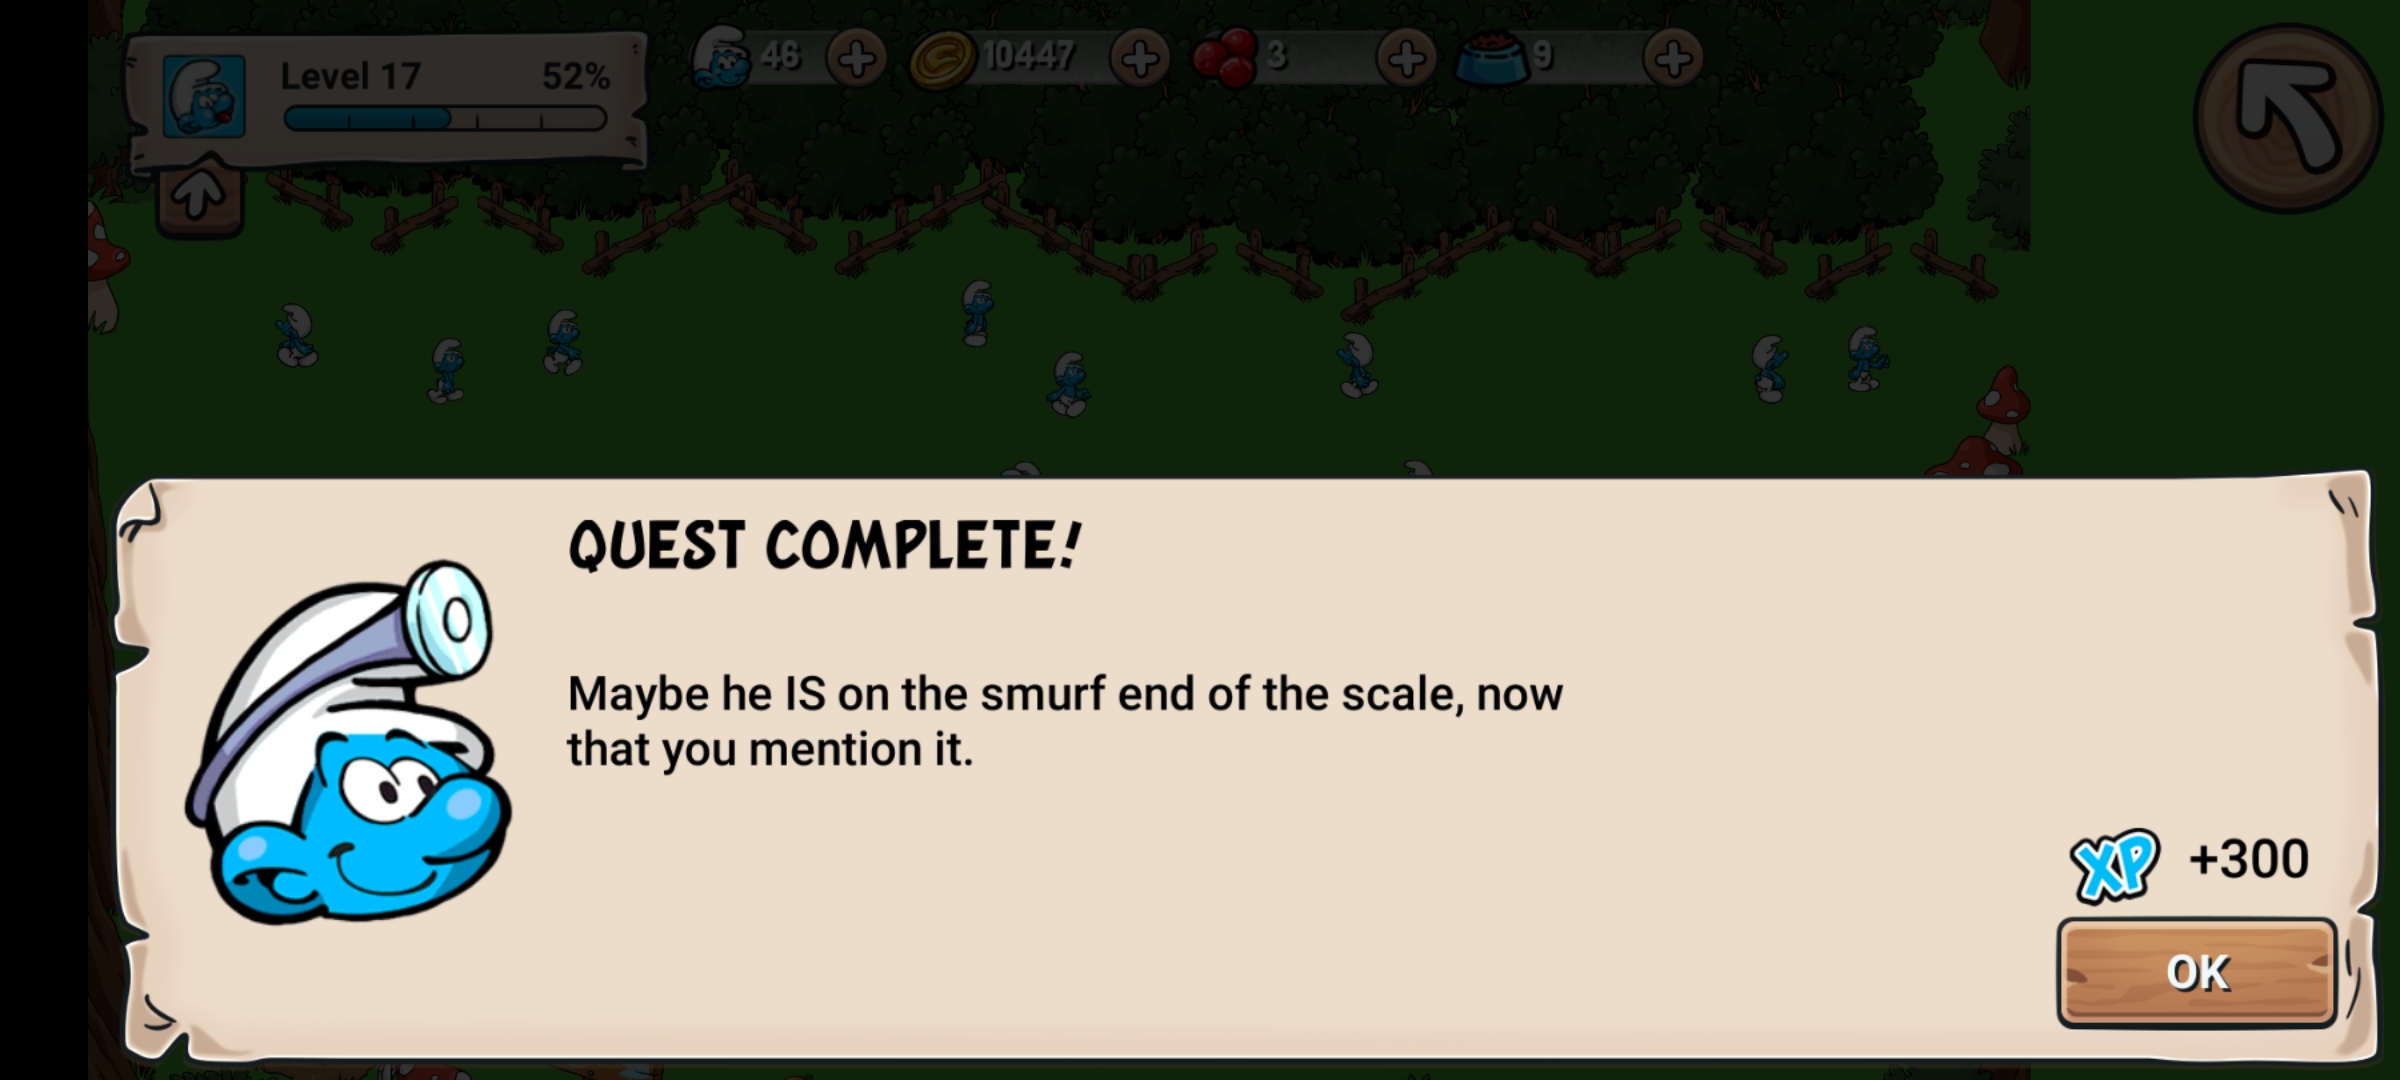 Level 17 52%
46 10447 3 9
QUEST COMPLETE!
Maybe he IS on the smurf end of the scale, now
that you mention it.
XP +300
OK